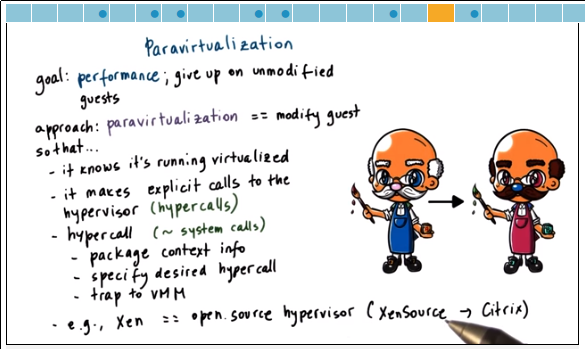 Paravirtualization
goal: performance; give up on unmodified
guests
approach: paravirtualization == modify guest
so that...
- it knows it's running virtualized
- it makes explicit calls to the
hypervisor (hypercalls)
- hypercall (~ system calls)
- package context info
- specify desired hypercall
- trap to VMM
- e.g., Xen == open.source hypervisor (XenSource → Citrix)